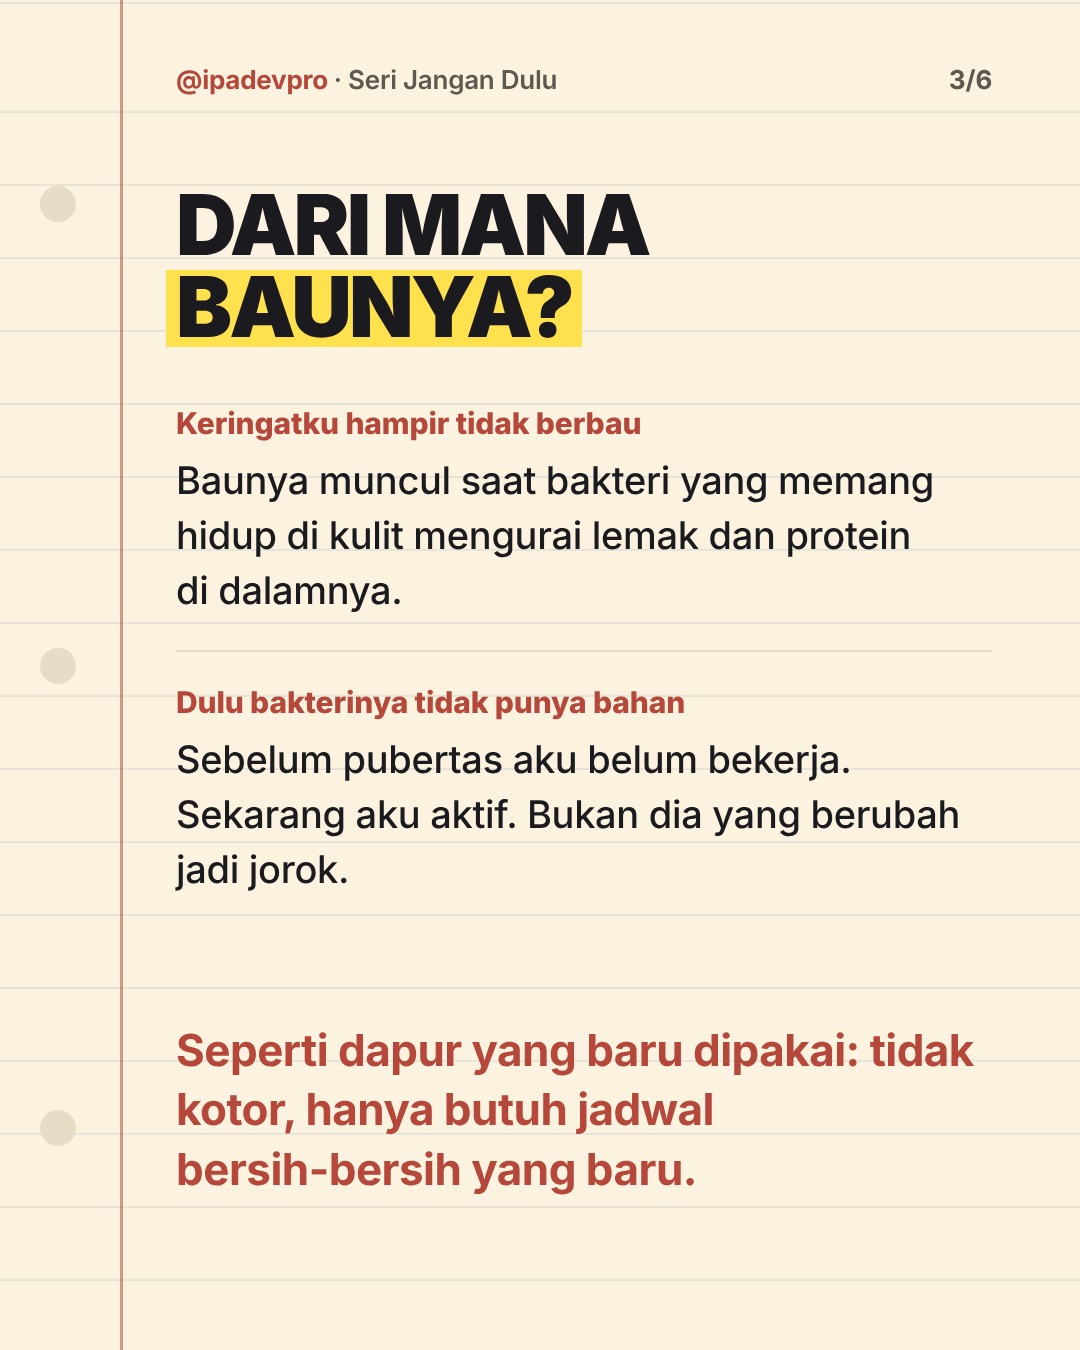 @ipadevpro · Seri Jangan Dulu
3/6
DARI MANA
BAUNYA?
Keringatku hampir tidak berbau
Baunya muncul saat bakteri yang memang
hidup di kulit mengurai lemak dan protein
di dalamnya.
Dulu bakterinya tidak punya bahan
Sebelum pubertas aku belum bekerja.
Sekarang aku aktif. Bukan dia yang berubah
jadi jorok.
Seperti dapur yang baru dipakai: tidak
kotor, hanya butuh jadwal
bersih-bersih yang baru.